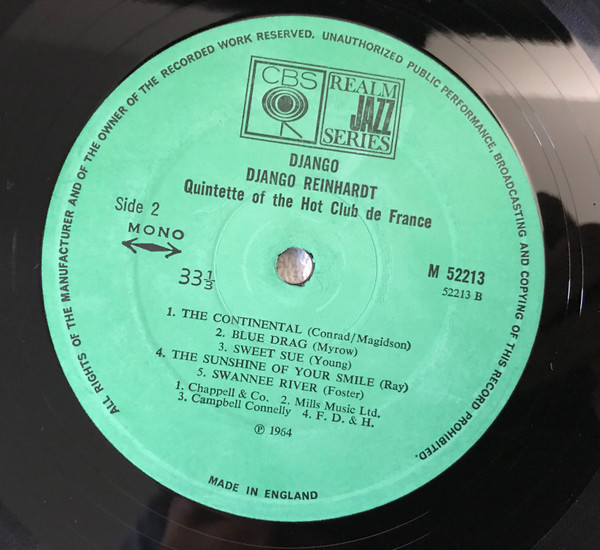 ALL RIGHTS OF THE MANUFACTURER AND OF THE OWNER OF THE RECORDED WORK RESERVED. UNAUTHORIZED PUBLIC PERFORMANCE, BROADCASTING AND COPYING OF THIS RECORD PROHIBITED.
CBS
REALM
JAZZ
SERIES
DJANGO
DJANGO REINHARDT
Quintette of the Hot Club de France
Side 2
MONO
33⅓
M 52213
52213 B
1. THE CONTINENTAL (Conrad/Magidson)
2. BLUE DRAG (Myrow)
3. SWEET SUE (Young)
4. THE SUNSHINE OF YOUR SMILE (Ray)
5. SWANNEE RIVER (Foster)
1. Chappell & Co. 2. Mills Music Ltd.
3. Campbell Connelly 4. F. D. & H.
℗ 1964
MADE IN ENGLAND